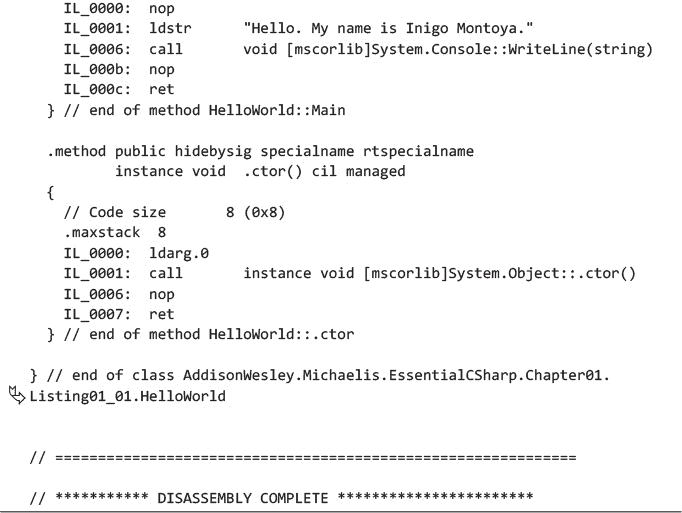 IL_0000:  nop
IL_0001:  ldstr      "Hello. My name is Inigo Montoya."
IL_0006:  call       void [mscorlib]System.Console::WriteLine(string)
IL_000b:  nop
IL_000c:  ret
} // end of method HelloWorld::Main
.method public hidebysig specialname rtspecialname
instance void  .ctor() cil managed
{
// Code size       8 (0x8)
.maxstack  8
IL_0000:  ldarg.0
IL_0001:  call       instance void [mscorlib]System.Object::.ctor()
IL_0006:  nop
IL_0007:  ret
} // end of method HelloWorld::.ctor
} // end of class AddisonWesley.Michaelis.EssentialCSharp.Chapter01.
Listing01_01.HelloWorld
// =============================================================
// *********** DISASSEMBLY COMPLETE ***********************